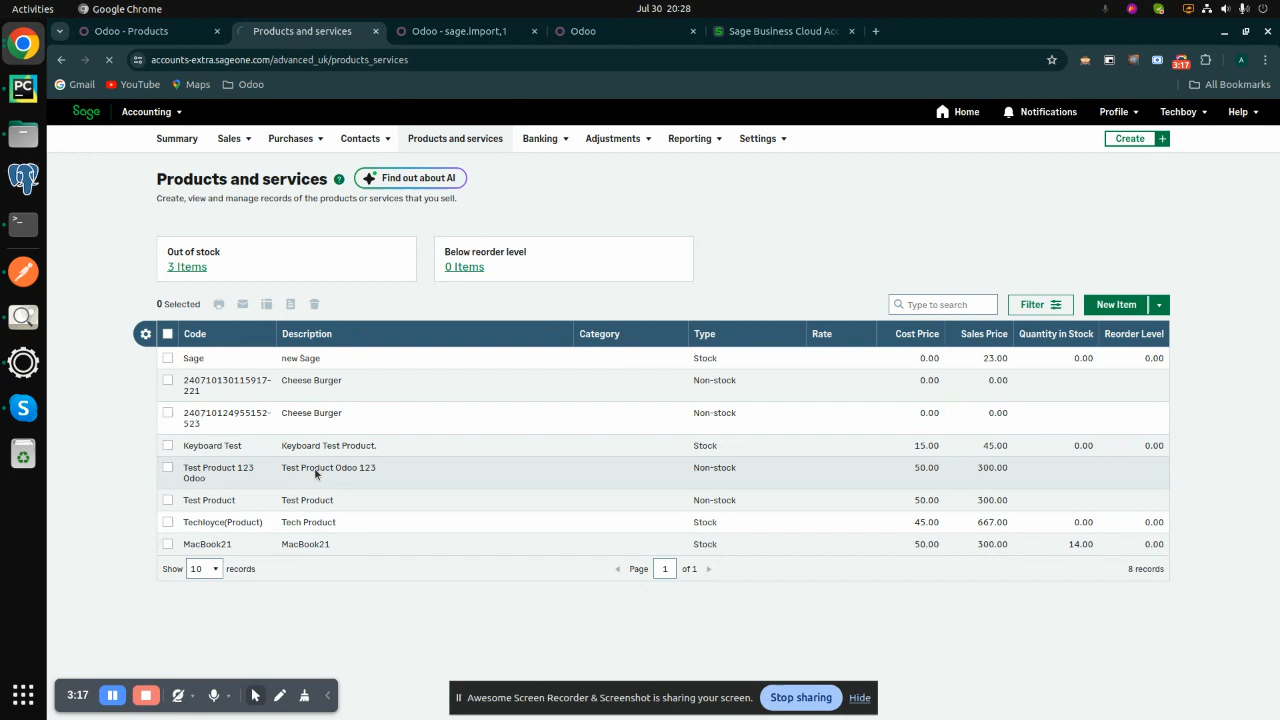 Activities Google Chrome Jul 30 20:28
Odoo - Products × Products and services × Odoo - sage.import,1 × Odoo × Sage Business Cloud Acc × +
accounts-extra.sageone.com/advanced_uk/products_services
Gmail YouTube Maps Odoo All Bookmarks
3:17
Sage Accounting Home Notifications Profile Techboy Help
Summary Sales Purchases Contacts Products and services Banking Adjustments Reporting Settings Create +
Products and services ? Find out about AI
Create, view and manage records of the products or services that you sell.
Out of stock Below reorder level
3 Items 0 Items
0 Selected Type to search Filter New Item
Code Description Category Type Rate Cost Price Sales Price Quantity in Stock Reorder Level
Sage new Sage Stock 0.00 23.00 0.00 0.00
240710130115917- Cheese Burger Non-stock 0.00 0.00
221
240710124955152- Cheese Burger Non-stock 0.00 0.00
523
Keyboard Test Keyboard Test Product. Stock 15.00 45.00 0.00 0.00
Test Product 123 Test Product Odoo 123 Non-stock 50.00 300.00
Odoo
Test Product Test Product Non-stock 50.00 300.00
Techloyce(Product) Tech Product Stock 45.00 667.00 0.00 0.00
MacBook21 MacBook21 Stock 50.00 300.00 14.00 0.00
Show 10 records Page 1 of 1 8 records
3:17
Awesome Screen Recorder & Screenshot is sharing your screen. Stop sharing Hide